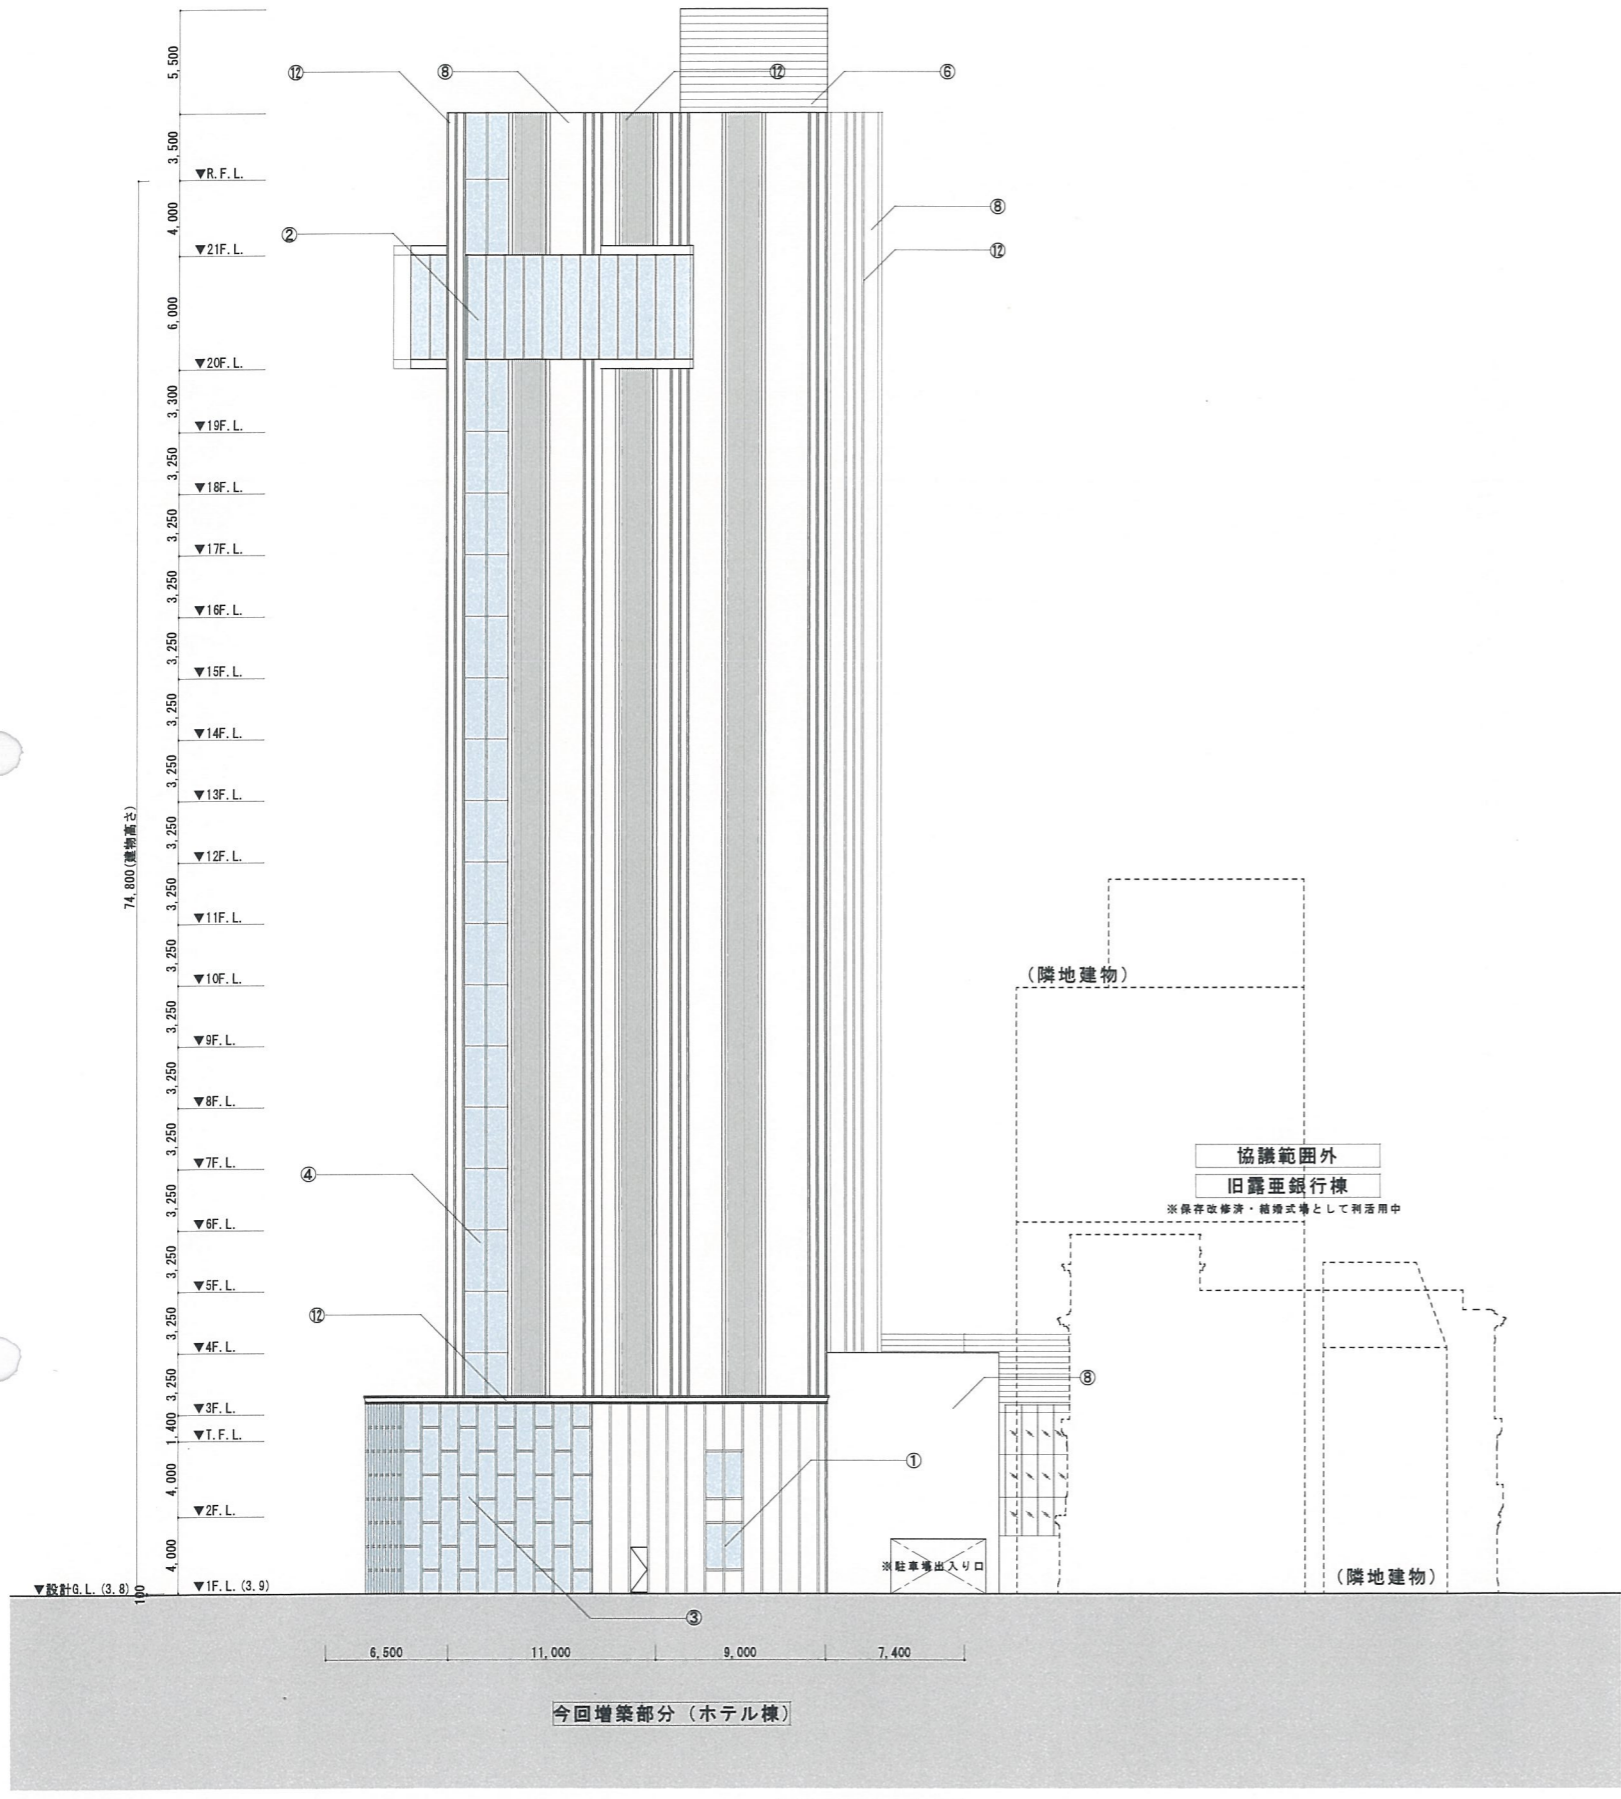 5,500
⑫
⑧
⑫
⑥
3,500
▼R.F.L.
4,000
⑧
②
▼21F.L.
⑫
6,000
▼20F.L.
3,300
▼19F.L.
3,250
▼18F.L.
3,250
▼17F.L.
3,250
▼16F.L.
3,250
▼15F.L.
3,250
▼14F.L.
3,250
▼13F.L.
74,800(建物高さ)
3,250
▼12F.L.
3,250
▼11F.L.
3,250
▼10F.L.
(隣地建物)
3,250
▼9F.L.
3,250
▼8F.L.
3,250
▼7F.L.
協議範囲外
④
旧露亜銀行棟
※保存改修済・結婚式場として利活用中
3,250
▼6F.L.
3,250
▼5F.L.
⑫
3,250
▼4F.L.
⑧
3,250
▼3F.L.
1,400
▼T.F.L.
①
4,000
▼2F.L.
4,000
※駐車場出入り口
(隣地建物)
▼設計G.L.(3.8)
100
▼1F.L.(3.9)
③
6,500
11,000
9,000
7,400
今回増築部分（ホテル棟）